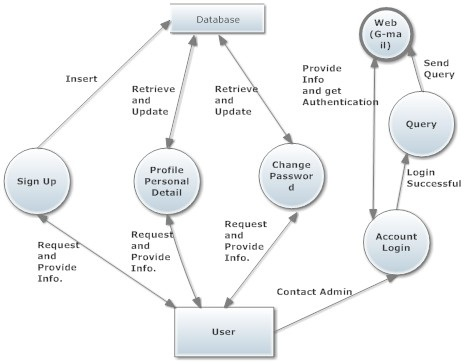 Database
Web
(G-ma
il)
Insert
Send
Query
Provide
Info
and get
Authentication
Retrieve
and
Update
Retrieve
and
Update
Query
Sign Up
Profile
Personal
Detail
Change
Passwor
d
Login
Successful
Request
and
Provide
Info.
Request
and
Provide
Info.
Request
and
Provide
Info.
Account
Login
Contact Admin
User